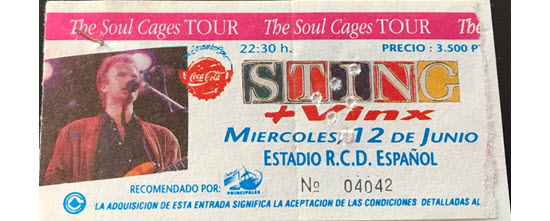 The Soul Cages TOUR The Soul Cages TOUR The
22:30 h. PRECIO : 3.500 PT
Coca-Cola
STING
+Vinx
MIERCOLES, 12 DE JUNIO
ESTADIO R.C.D. ESPAÑOL
RECOMENDADO POR: PRINCIPALES Nº 04042
LA ADQUISICION DE ESTA ENTRADA SIGNIFICA LA ACEPTACION DE LAS CONDICIONES DETALLADAS AL